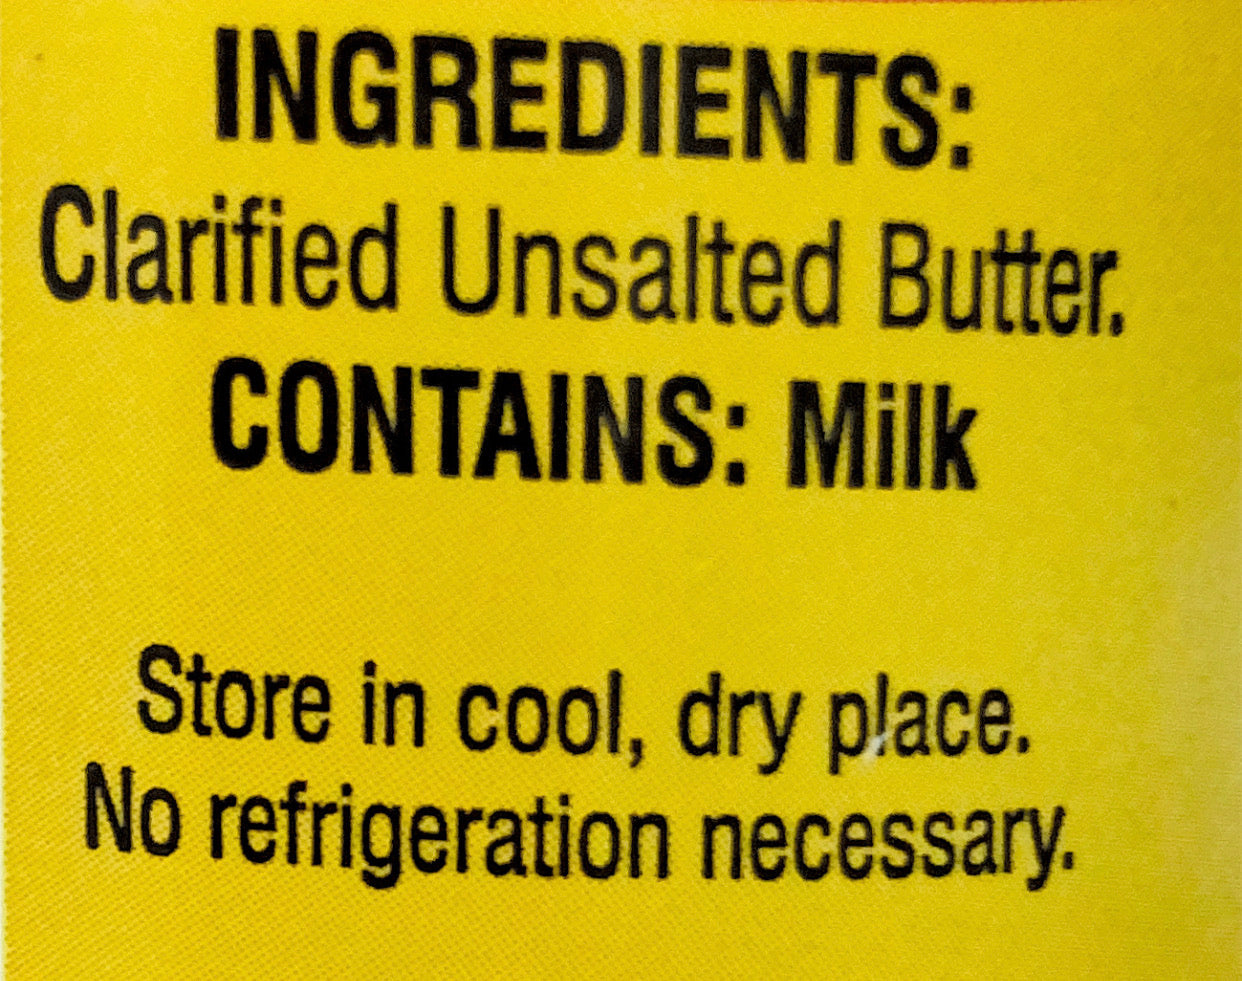 INGREDIENTS:
Clarified Unsalted Butter.
CONTAINS: Milk
Store in cool, dry place.
No refrigeration necessary.